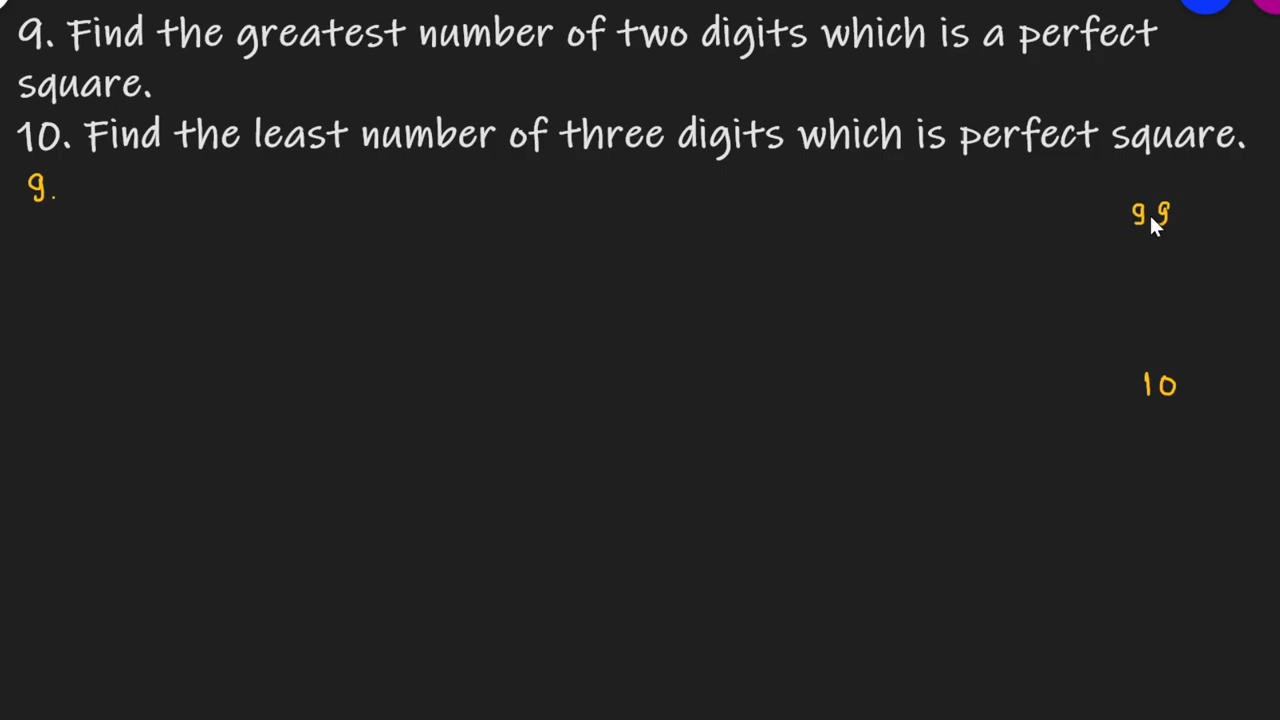 9. Find the greatest number of two digits which is a perfect
square.
10. Find the least number of three digits which is perfect square.
9.
99
10